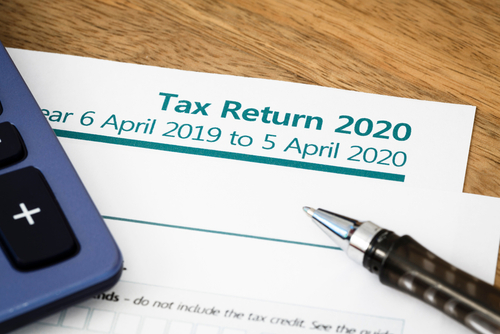 Tax Return 2020
ear 6 April 2019 to 5 April 2020
+
nds - do not include the tax credit. See the guid